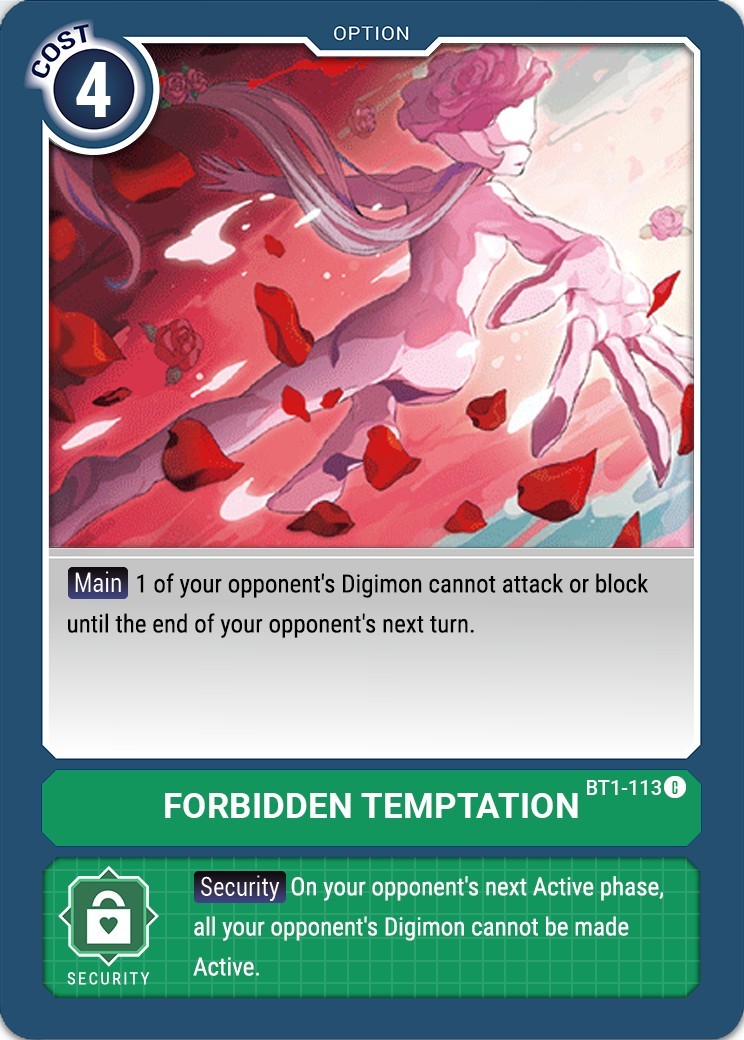 OPTION
COST
4
Main 1 of your opponent's Digimon cannot attack or block
until the end of your opponent's next turn.
BT1-113 C
FORBIDDEN TEMPTATION
Security On your opponent's next Active phase,
all your opponent's Digimon cannot be made
Active.
SECURITY